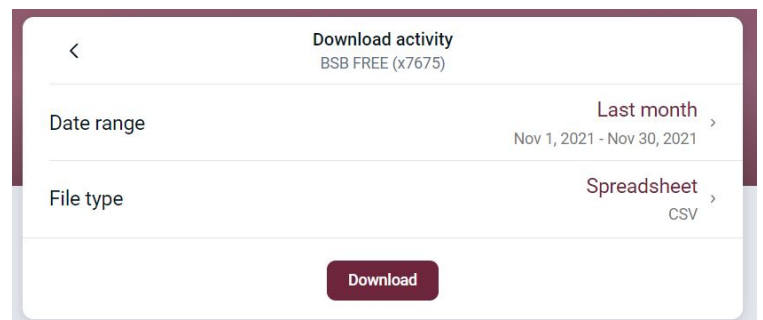 Download activity
BSB FREE (x7675)
Date range
Last month
Nov 1, 2021 - Nov 30, 2021
File type
Spreadsheet
CSV
Download